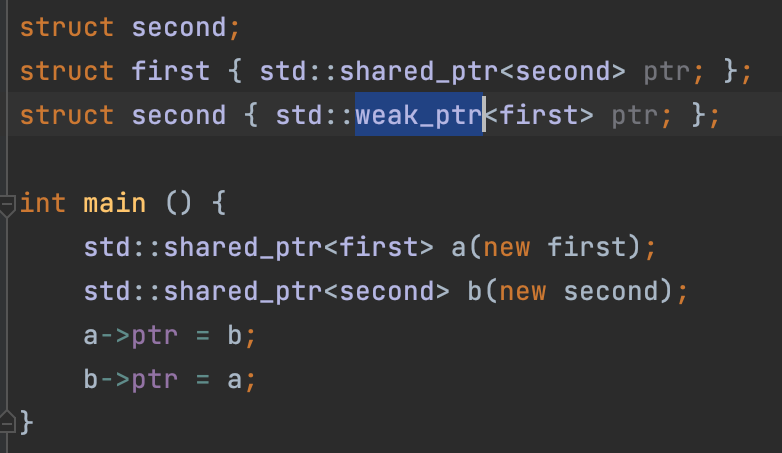 struct second;
struct first { std::shared_ptr<second> ptr; };
struct second { std::weak_ptr<first> ptr; };
int main () {
std::shared_ptr<first> a(new first);
std::shared_ptr<second> b(new second);
a->ptr = b;
b->ptr = a;
}